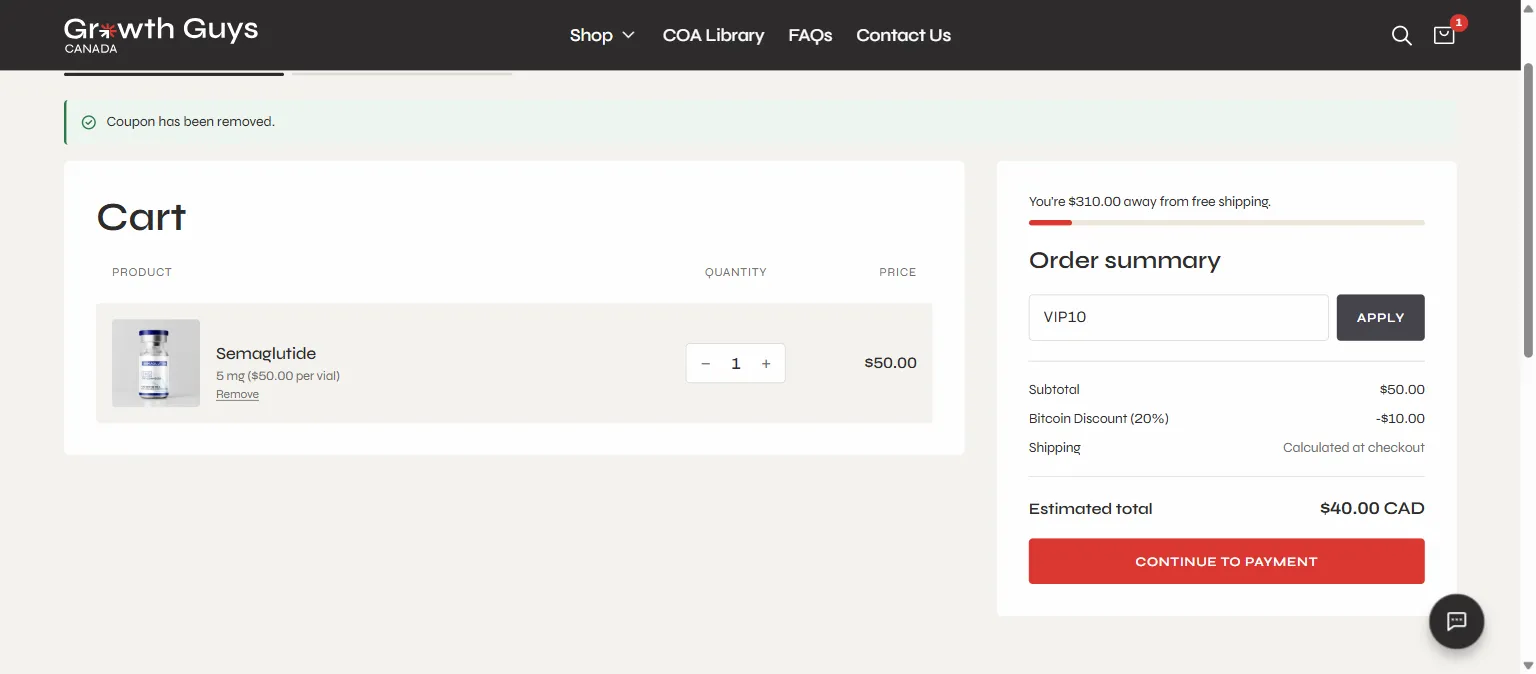 Growth Guys
CANADA
Shop
COA Library
FAQs
Contact Us
1
Coupon has been removed.
Cart
PRODUCT
QUANTITY
PRICE
Semaglutide
5 mg ($50.00 per vial)
Remove
− 1 +
$50.00
You're $310.00 away from free shipping.
Order summary
VIP10
APPLY
Subtotal $50.00
Bitcoin Discount (20%) -$10.00
Shipping Calculated at checkout
Estimated total $40.00 CAD
CONTINUE TO PAYMENT